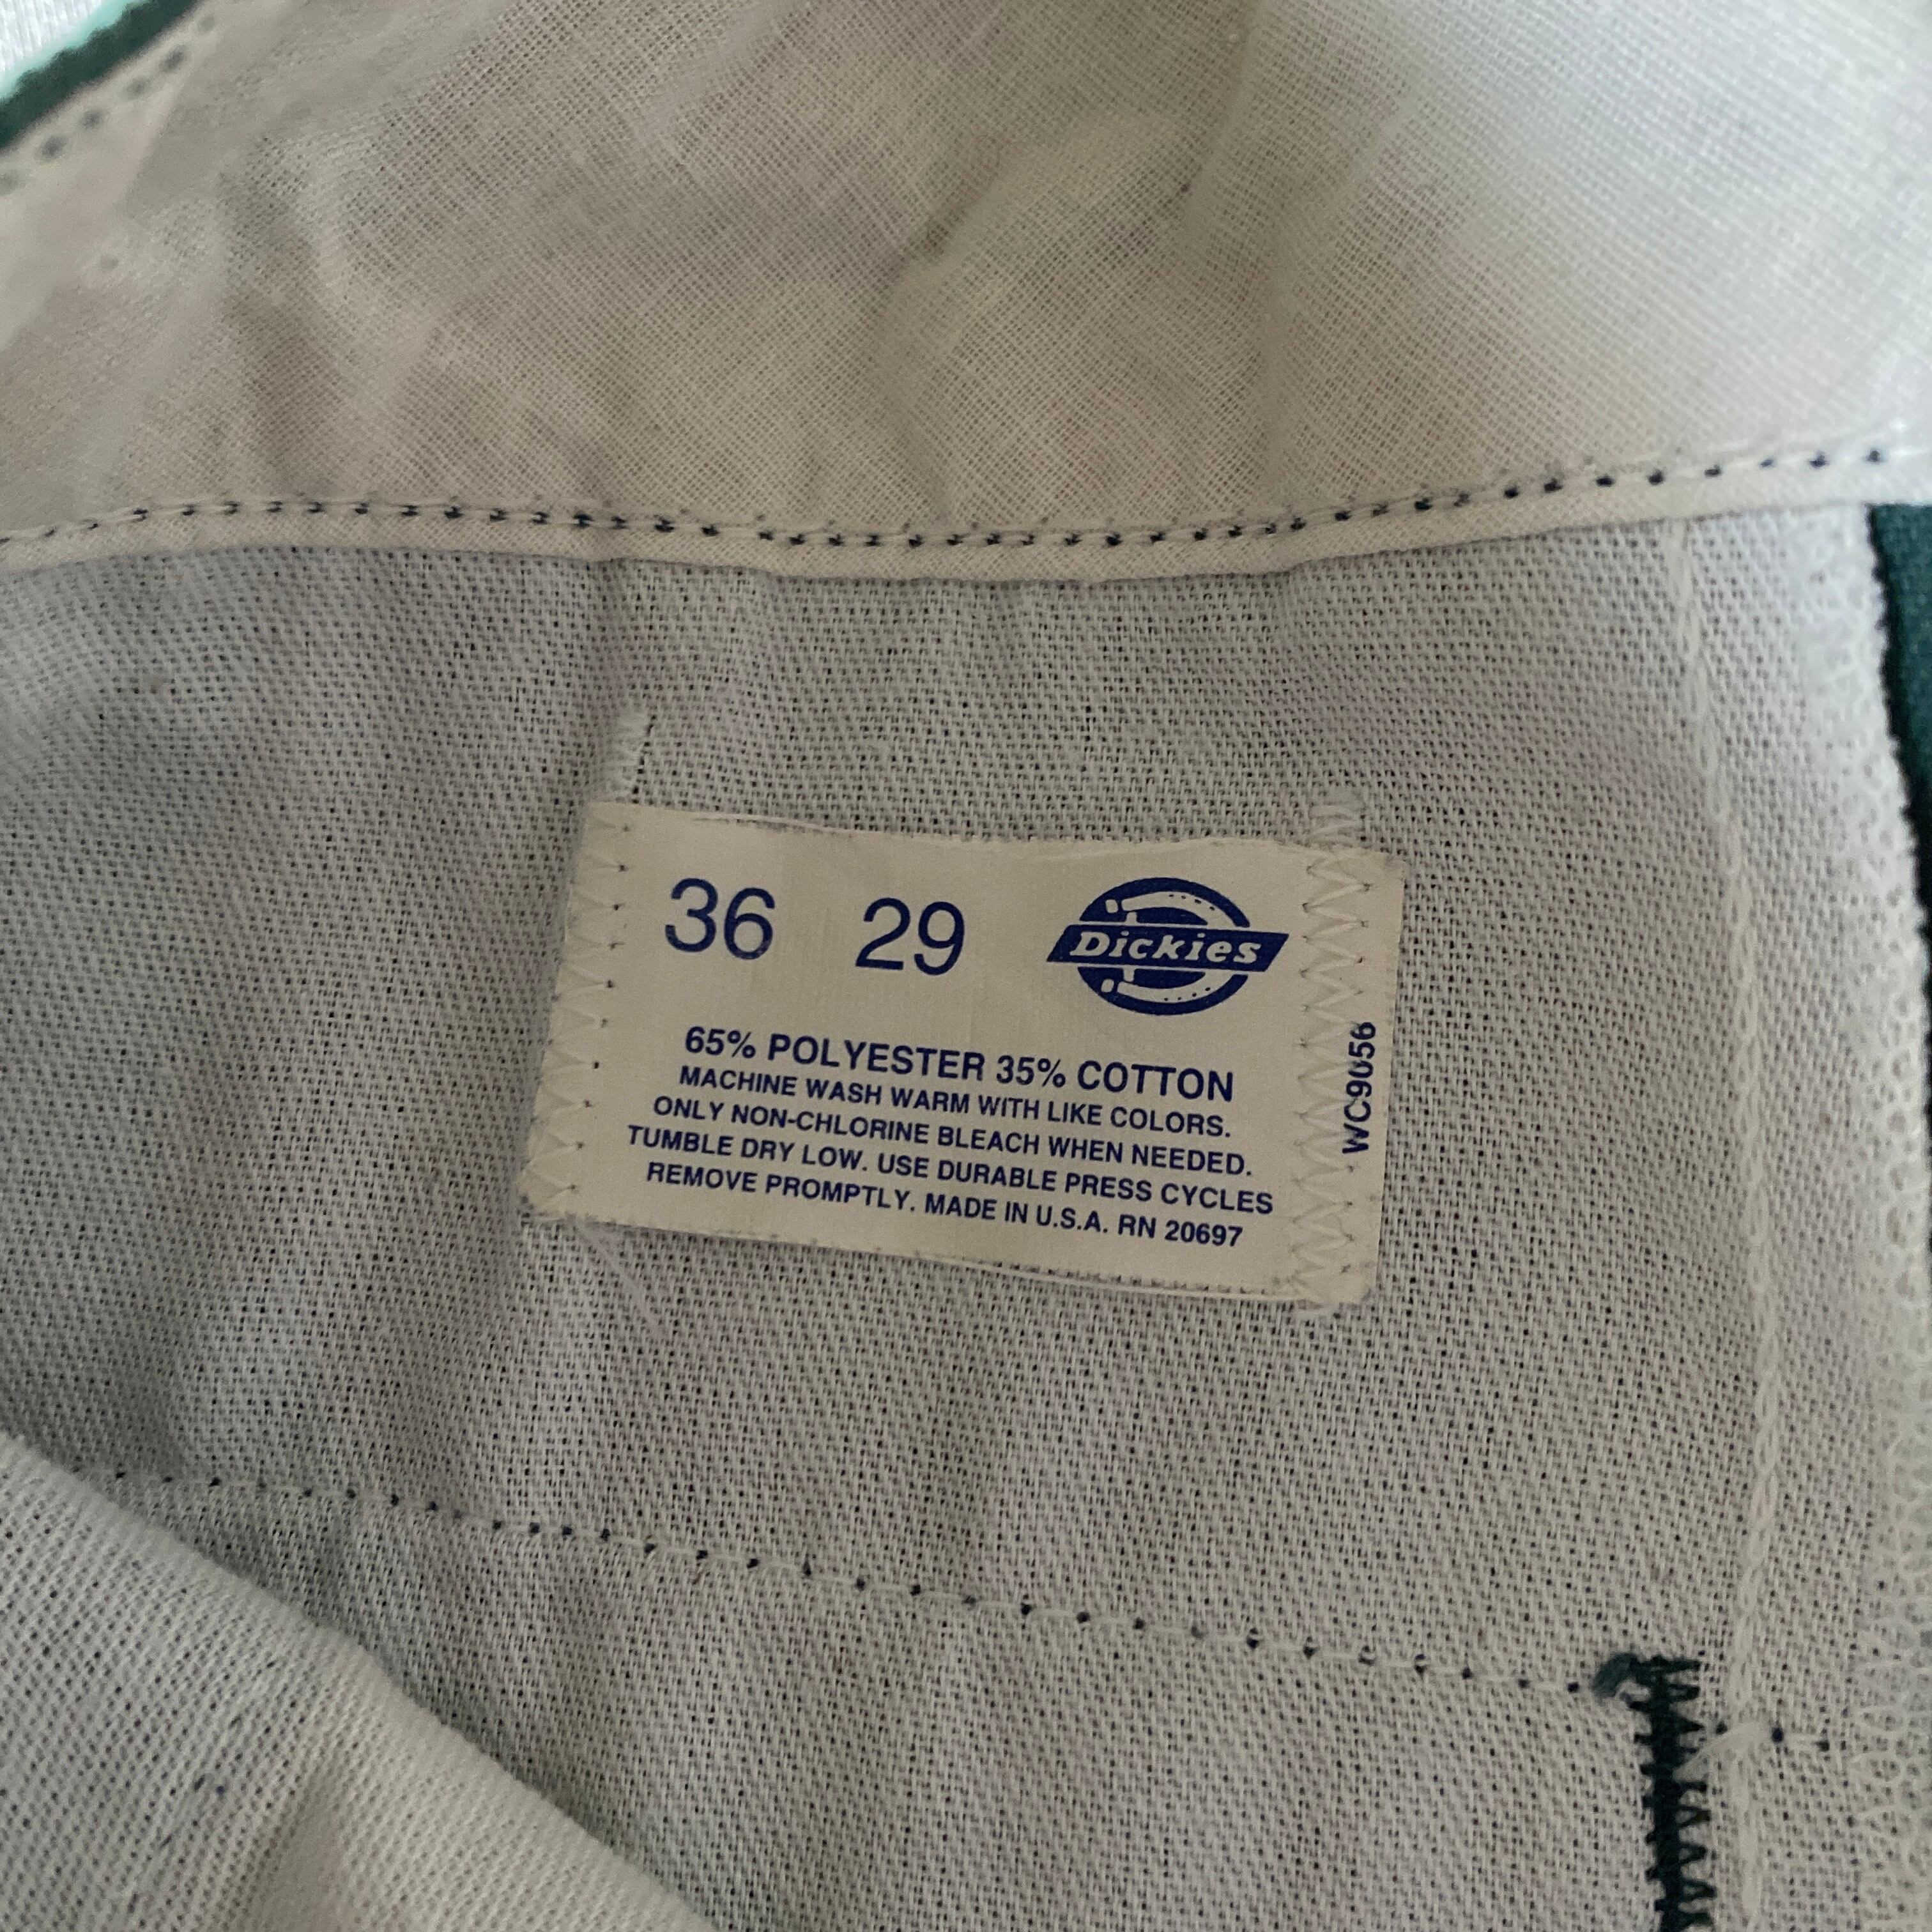 36 29 Dickies
65% POLYESTER 35% COTTON
MACHINE WASH WARM WITH LIKE COLORS.
ONLY NON-CHLORINE BLEACH WHEN NEEDED.
TUMBLE DRY LOW. USE DURABLE PRESS CYCLES
REMOVE PROMPTLY. MADE IN U.S.A. RN 20697
WC9056